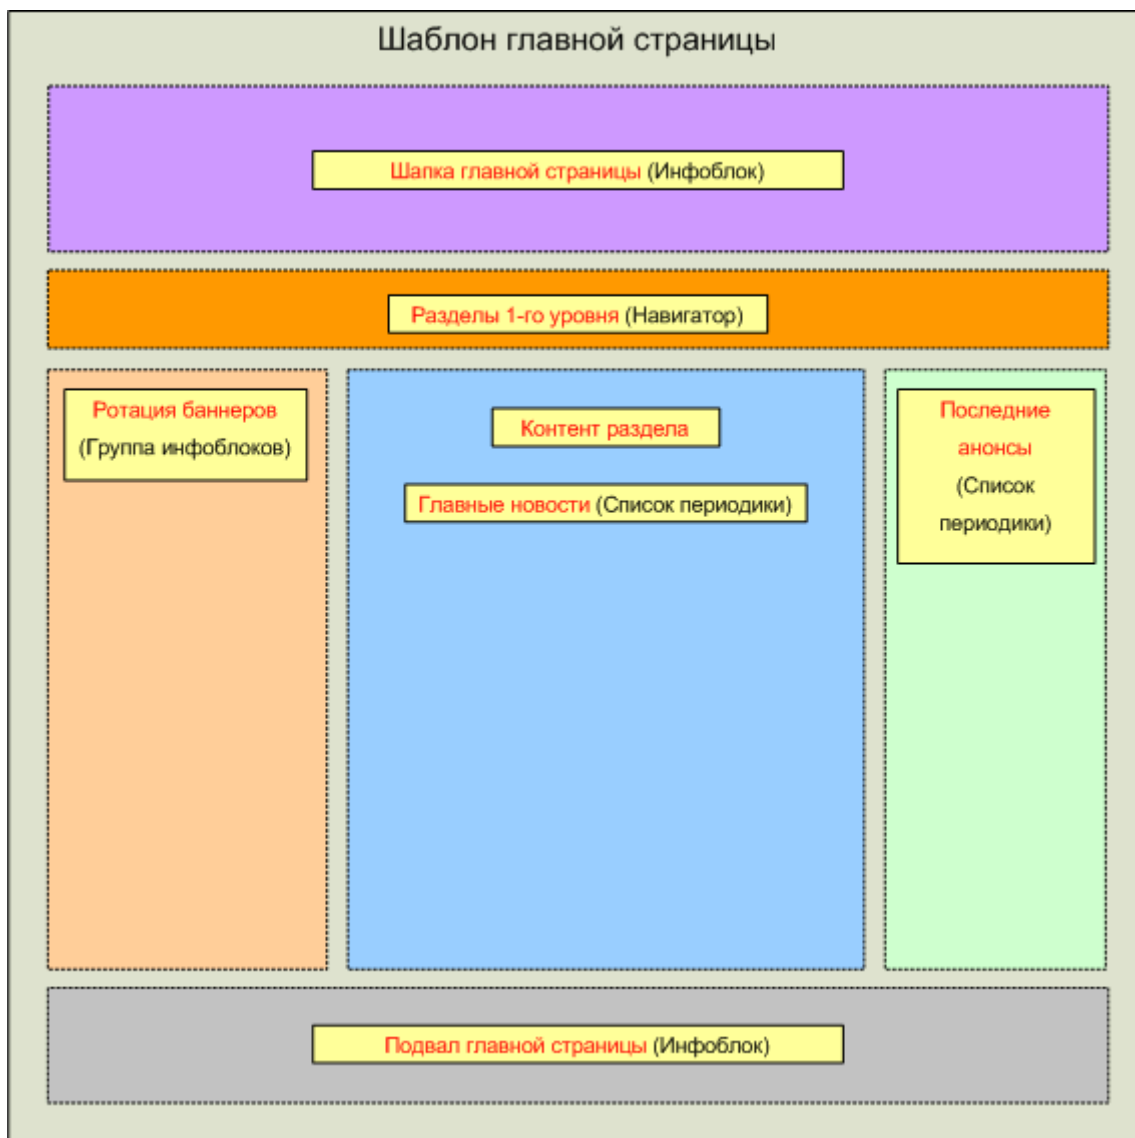 Шаблон главной страницы
Шапка главной страницы (Инфоблок)
Разделы 1-го уровня (Навигатор)
Ротация баннеров
(Группа инфоблоков)
Контент раздела
Главные новости (Список периодики)
Последние
анонсы
(Список
периодики)
Подвал главной страницы (Инфоблок)